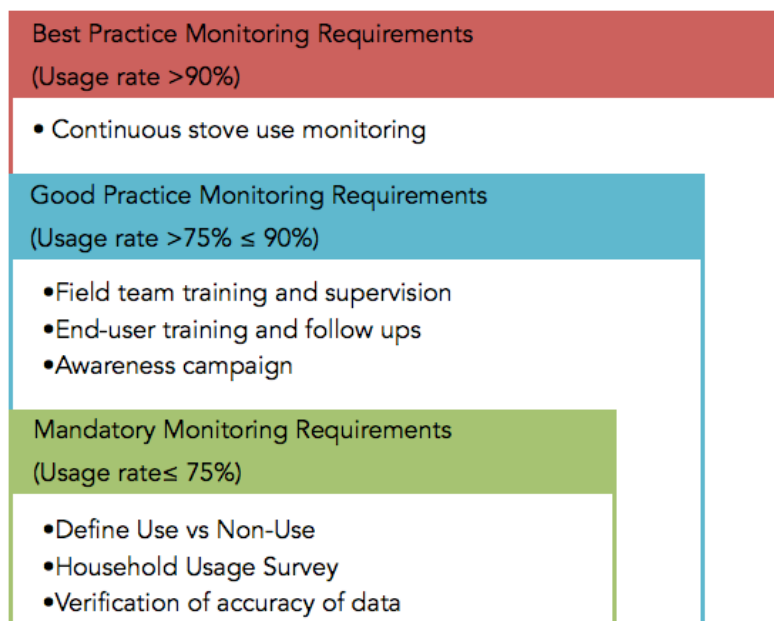 Best Practice Monitoring Requirements
(Usage rate >90%)
• Continuous stove use monitoring
Good Practice Monitoring Requirements
(Usage rate >75% ≤ 90%)
•Field team training and supervision
•End-user training and follow ups
•Awareness campaign
Mandatory Monitoring Requirements
(Usage rate≤ 75%)
•Define Use vs Non-Use
•Household Usage Survey
•Verification of accuracy of data